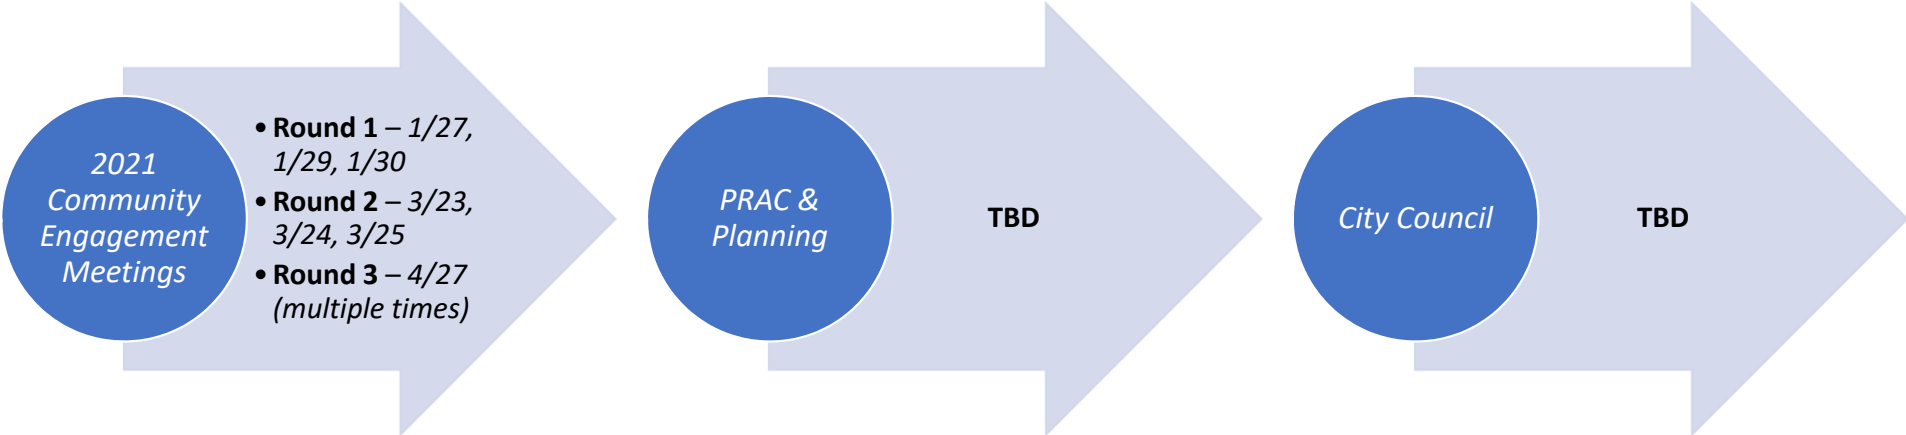 2021
Community
Engagement
Meetings
• Round 1 – 1/27,
1/29, 1/30
• Round 2 – 3/23,
3/24, 3/25
• Round 3 – 4/27
(multiple times)
PRAC &
Planning
TBD
City Council
TBD